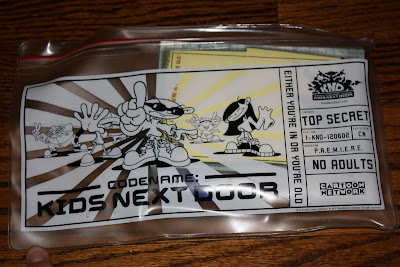 CODENAME:
KIDS NEXT DOOR
EITHER YOU'RE IN OR YOU'RE OLD
KND
TOP SECRET
1-KND-120602
CN
P.R.E.M.I.E.R.E.
NO ADULTS
CARTOON NETWORK